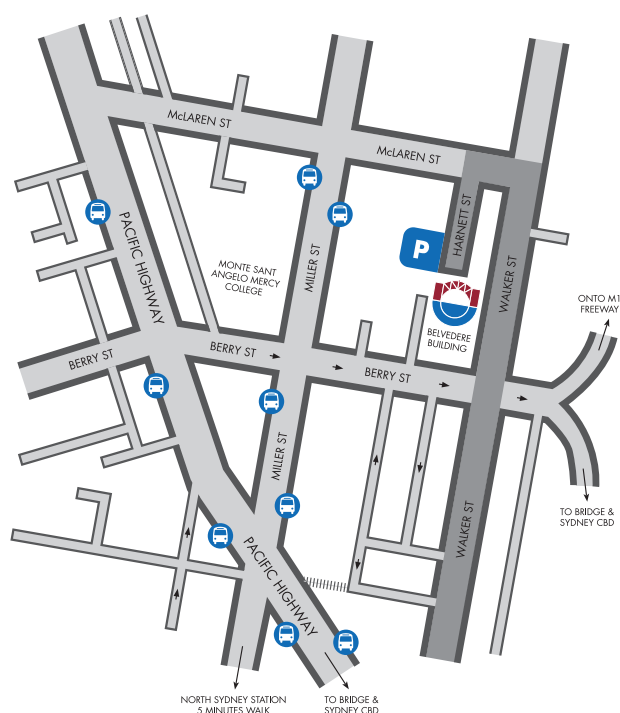 McLAREN ST
McLAREN ST
HARNETT ST
P
PACIFIC HIGHWAY
MILLER ST
WALKER ST
MONTE SANT
ANGELO MERCY
COLLEGE
ONTO M1
FREEWAY
BELVEDERE
BUILDING
BERRY ST
BERRY ST
BERRY ST
MILLER ST
WALKER ST
TO BRIDGE &
SYDNEY CBD
PACIFIC HIGHWAY
NORTH SYDNEY STATION
5 MINUTES WALK
TO BRIDGE &
SYDNEY CBD